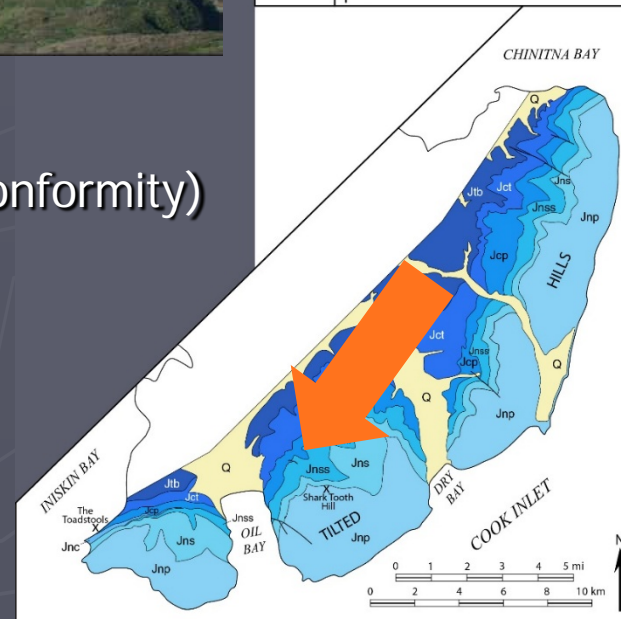 onformity)
CHINITNA BAY
Q
Jtb
Jct
Jns
Jnss
Jnp
Jcp
HILLS
Jct
Jnss
Jcp
Q
Q
Jnp
INISKIN BAY
Jtb
Q
Jct
Jnss
Jns
Shark Tooth
Hill
DRY
BAY
The
Toadstools
X
X
Jcp
Jnss
OIL
BAY
TILTED
Jnp
COOK INLET
Jnc
Jns
Jnp
N
0 1 2 3 4 5 mi
0 2 4 6 8 10 km